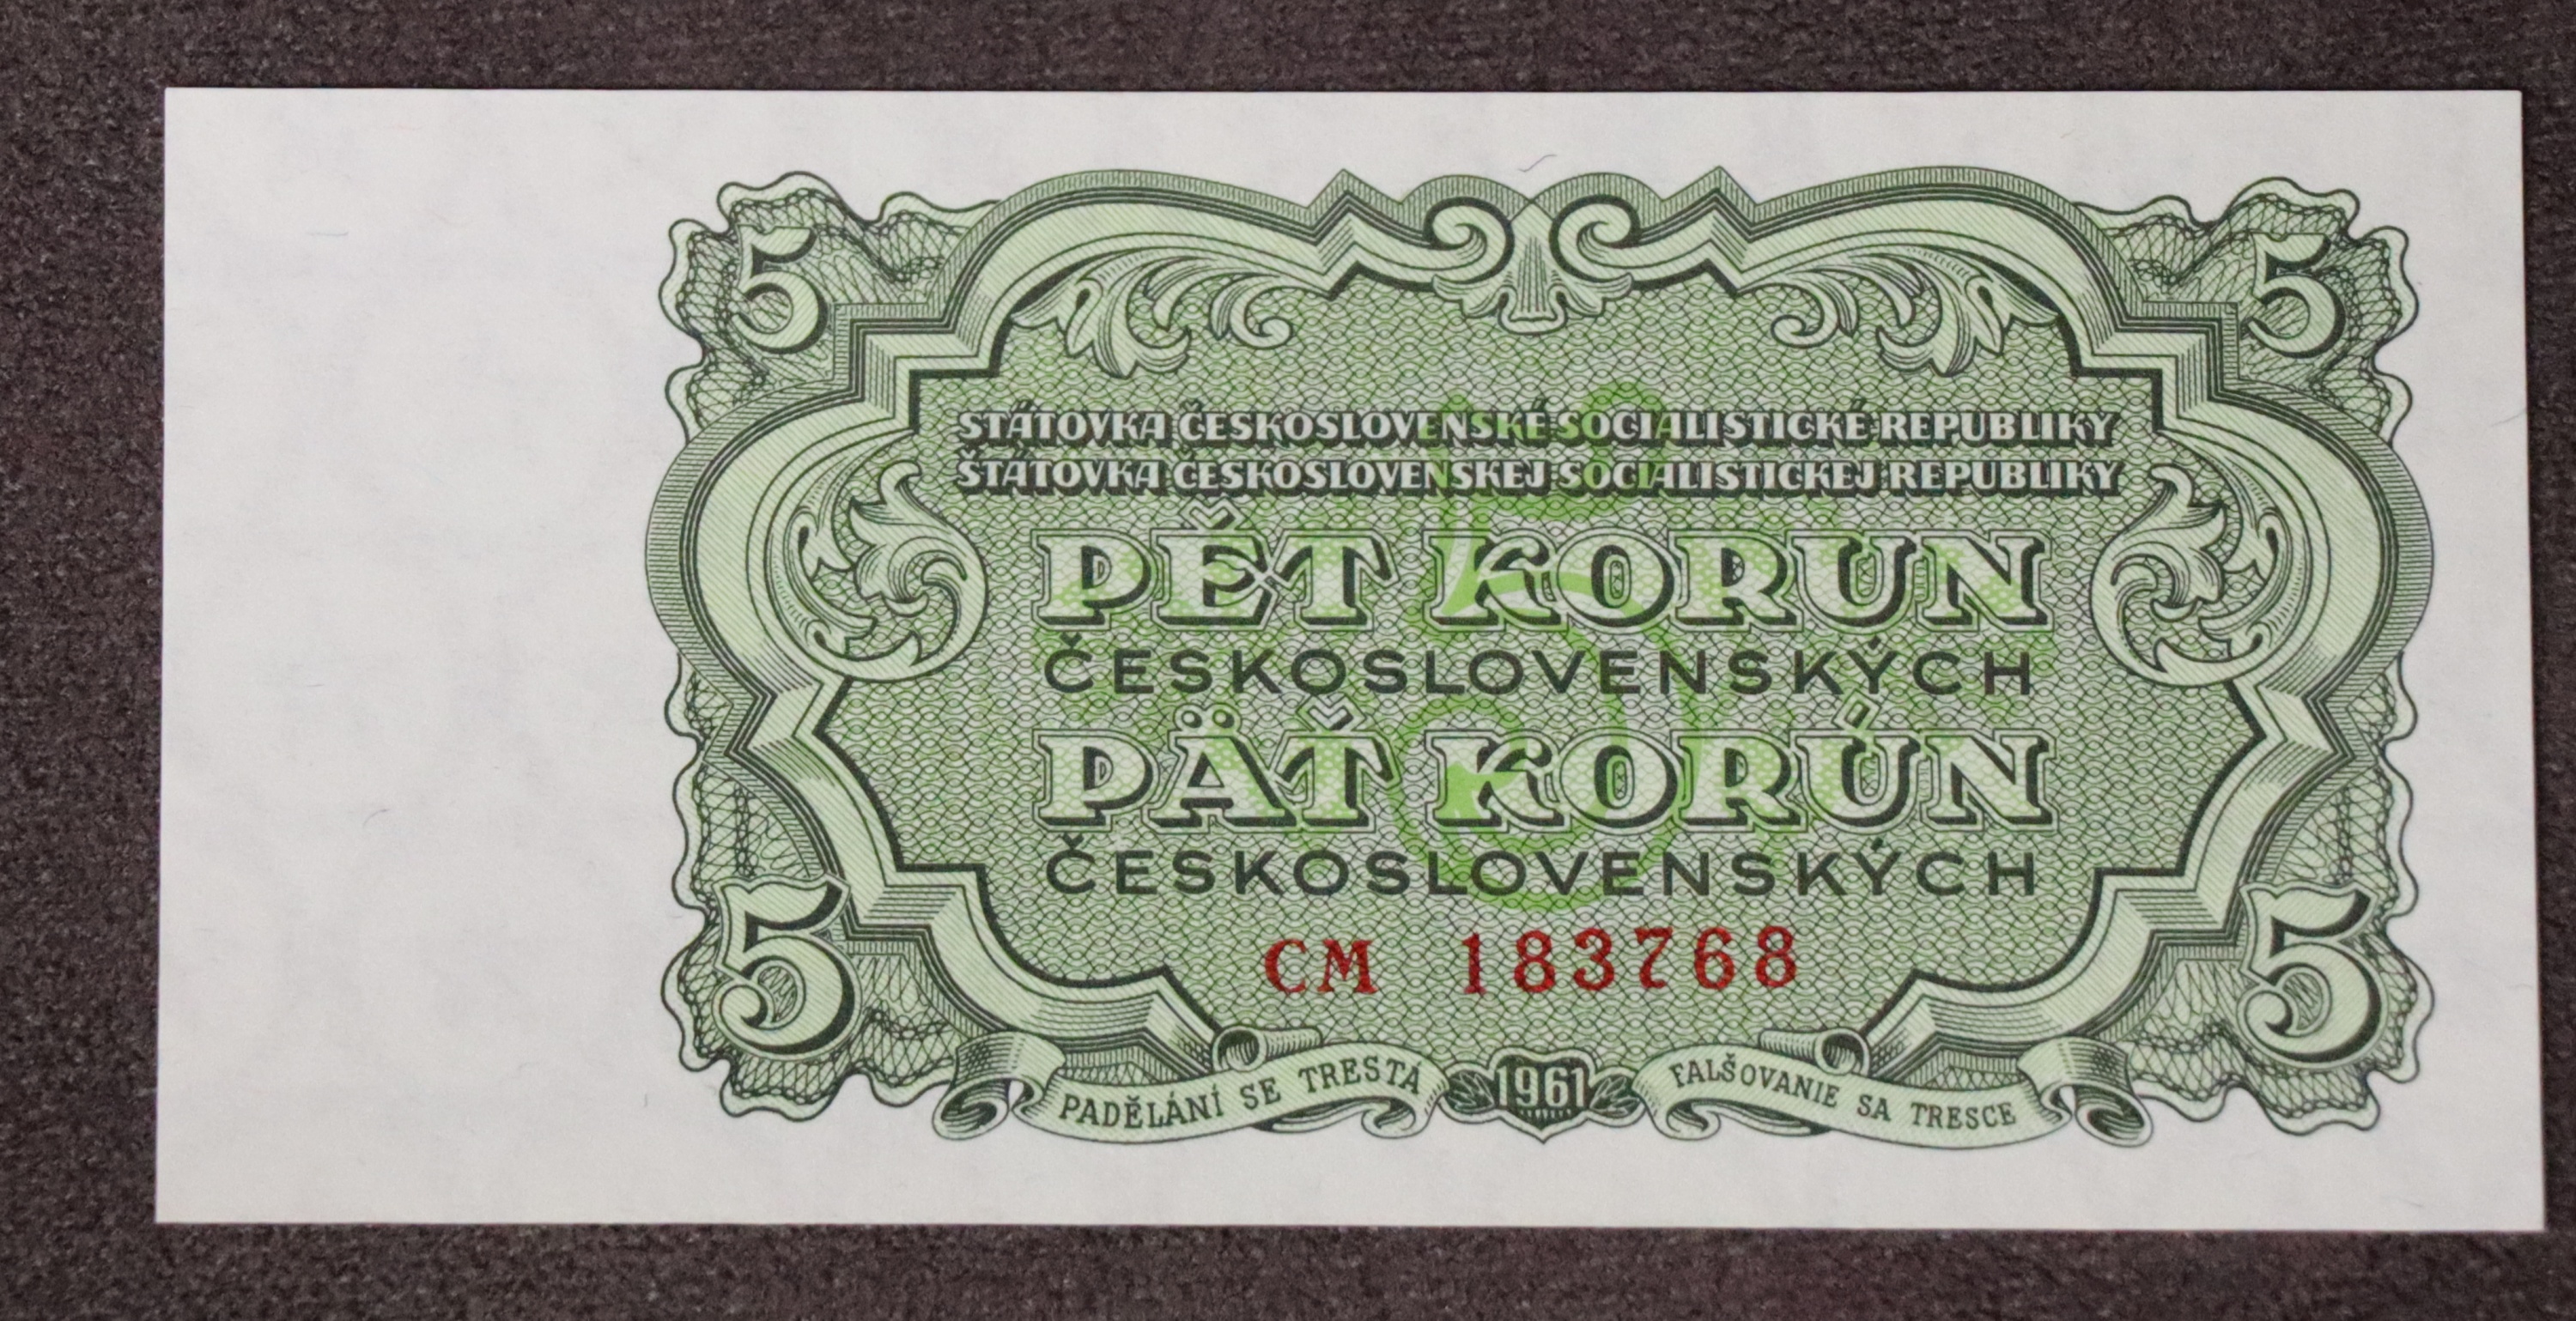 5 5
STÁTOVKA ČESKOSLOVENSKÉ SOCIALISTICKÉ REPUBLIKY
ŠTÁTOVKA ČESKOSLOVENSKEJ SOCIALISTICKEJ REPUBLIKY
PĚT KORUN
ČESKOSLOVENSKÝCH
PÄŤ KORÚN
ČESKOSLOVENSKÝCH
CM 183768
5 5
PADĚLÁNÍ SE TRESTÁ 1961 FALŠOVANIE SA TRESCE